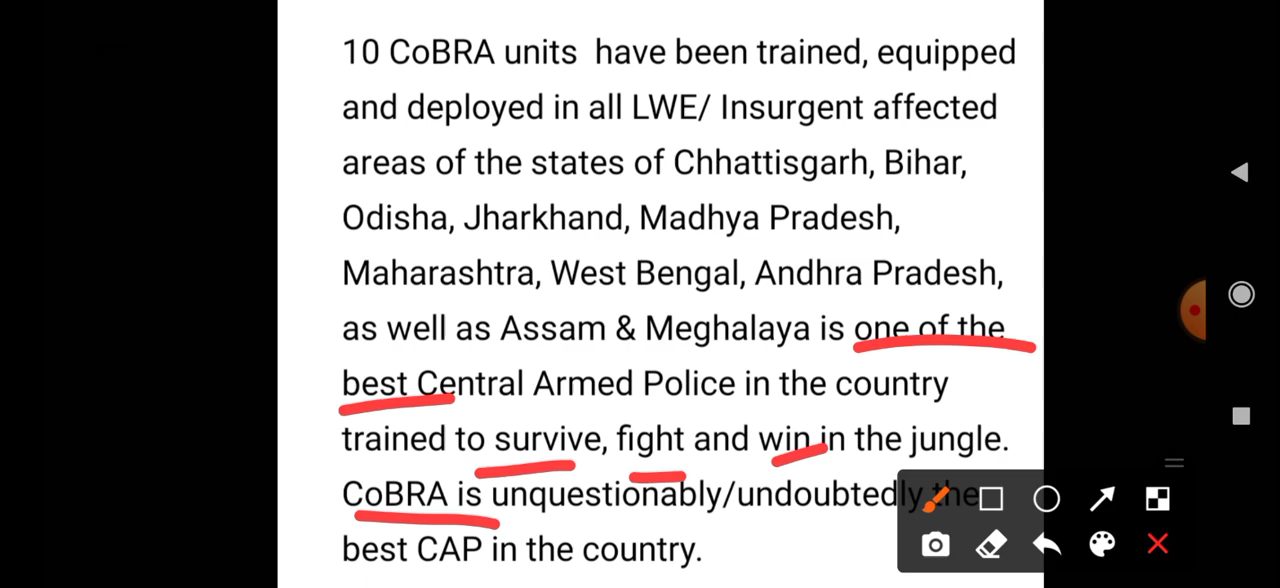 10 CoBRA units have been trained, equipped
and deployed in all LWE/ Insurgent affected
areas of the states of Chhattisgarh, Bihar,
Odisha, Jharkhand, Madhya Pradesh,
Maharashtra, West Bengal, Andhra Pradesh,
as well as Assam & Meghalaya is one of the
best Central Armed Police in the country
trained to survive, fight and win in the jungle.
CoBRA is unquestionably/undoubtedly the
best CAP in the country.